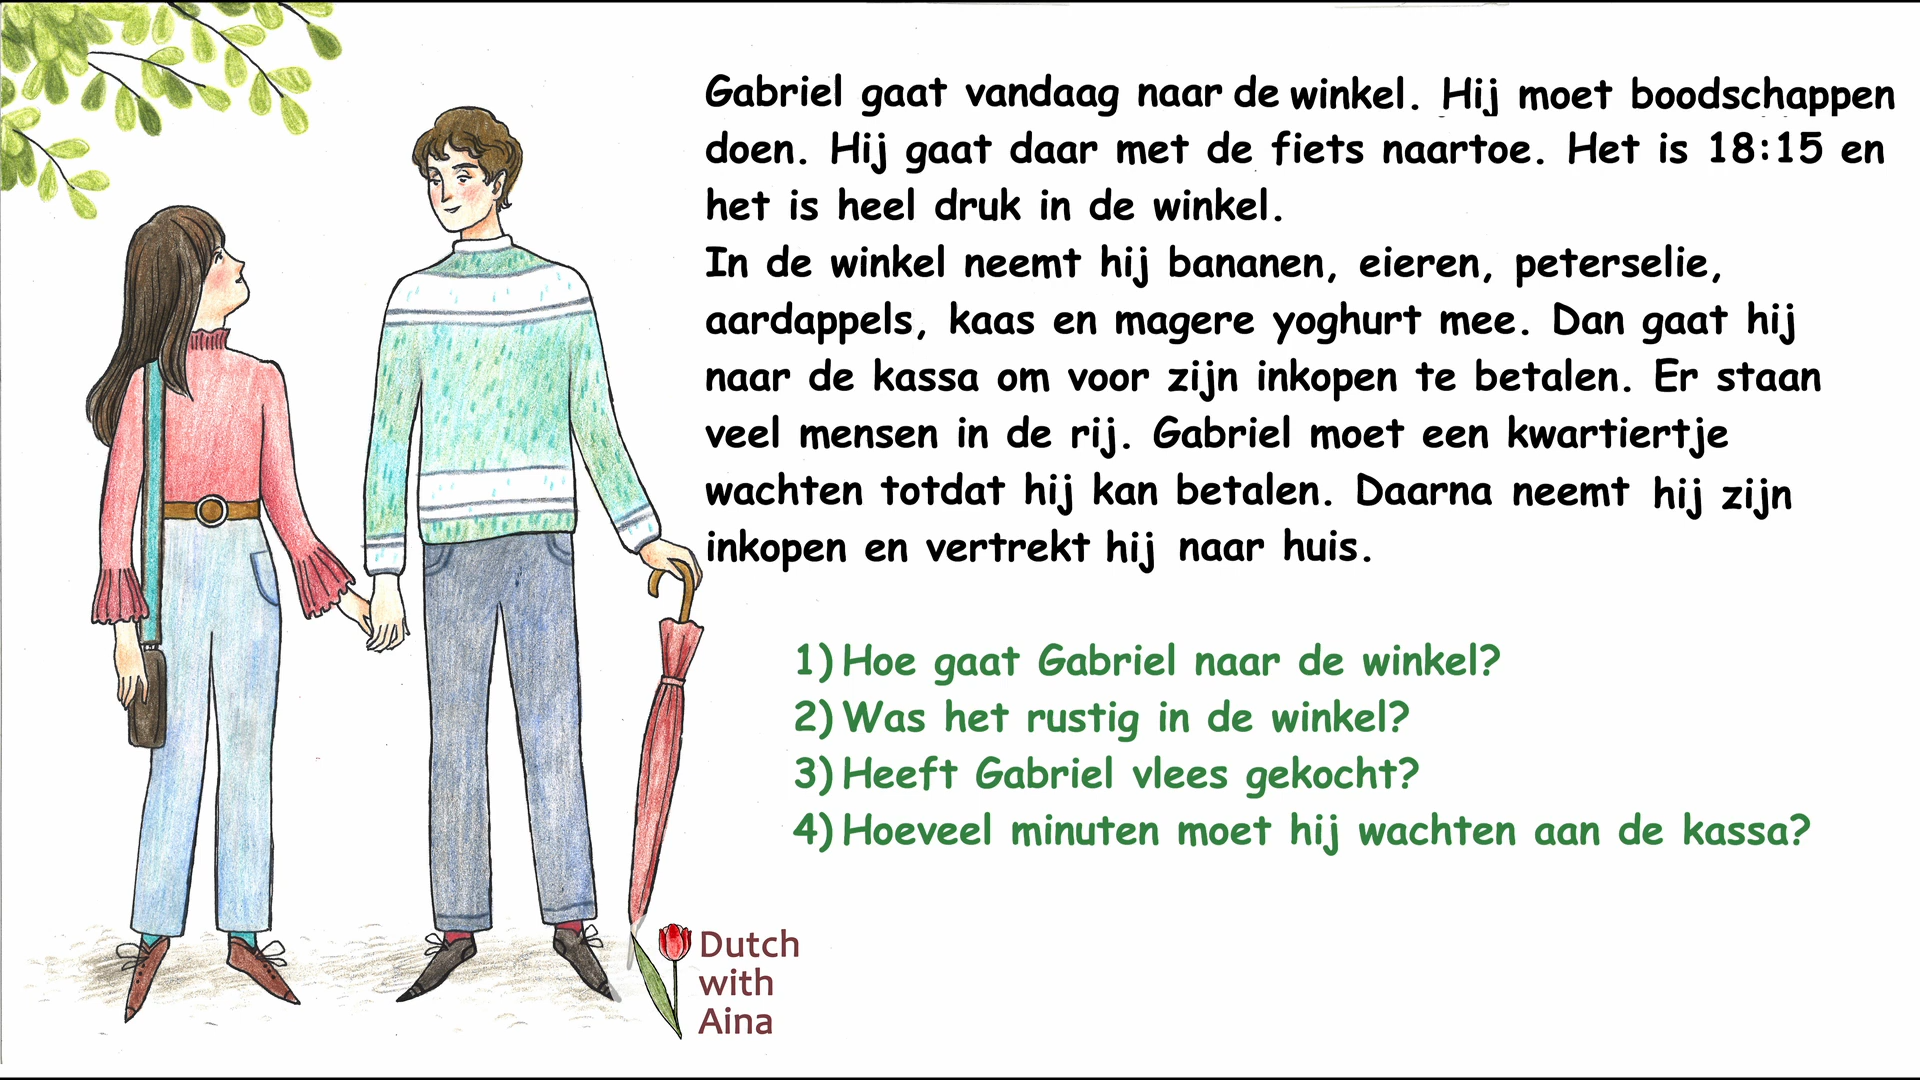 Gabriel gaat vandaag naar de winkel. Hij moet boodschappen
doen. Hij gaat daar met de fiets naartoe. Het is 18:15 en
het is heel druk in de winkel.
In de winkel neemt hij bananen, eieren, peterselie,
aardappels, kaas en magere yoghurt mee. Dan gaat hij
naar de kassa om voor zijn inkopen te betalen. Er staan
veel mensen in de rij. Gabriel moet een kwartiertje
wachten totdat hij kan betalen. Daarna neemt hij zijn
inkopen en vertrekt hij naar huis.
1) Hoe gaat Gabriel naar de winkel?
2) Was het rustig in de winkel?
3) Heeft Gabriel vlees gekocht?
4) Hoeveel minuten moet hij wachten aan de kassa?
Dutch
with
Aina